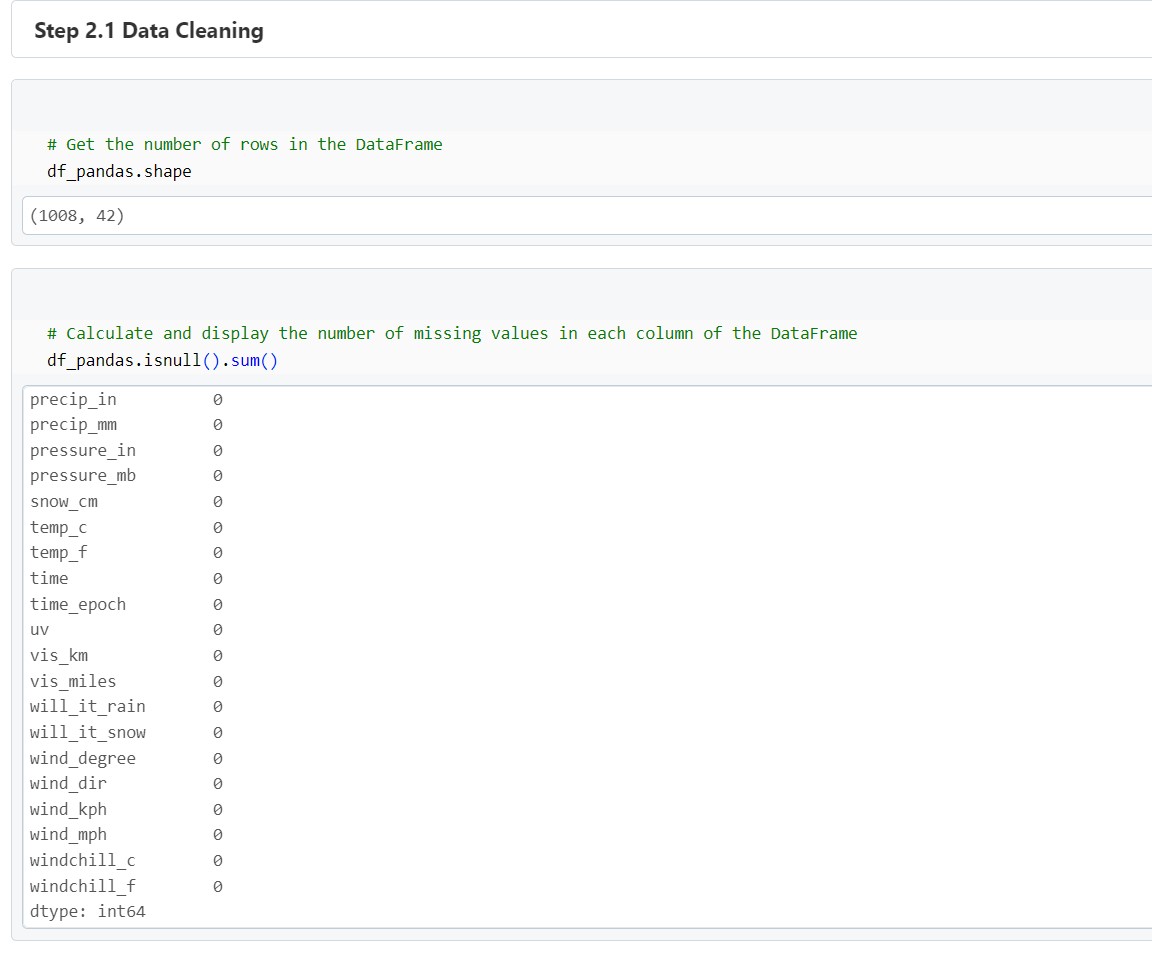 Step 2.1 Data Cleaning
# Get the number of rows in the DataFrame
df_pandas.shape
(1008, 42)
# Calculate and display the number of missing values in each column of the DataFrame
df_pandas.isnull().sum()
precip_in 0
precip_mm 0
pressure_in 0
pressure_mb 0
snow_cm 0
temp_c 0
temp_f 0
time 0
time_epoch 0
uv 0
vis_km 0
vis_miles 0
will_it_rain 0
will_it_snow 0
wind_degree 0
wind_dir 0
wind_kph 0
wind_mph 0
windchill_c 0
windchill_f 0
dtype: int64